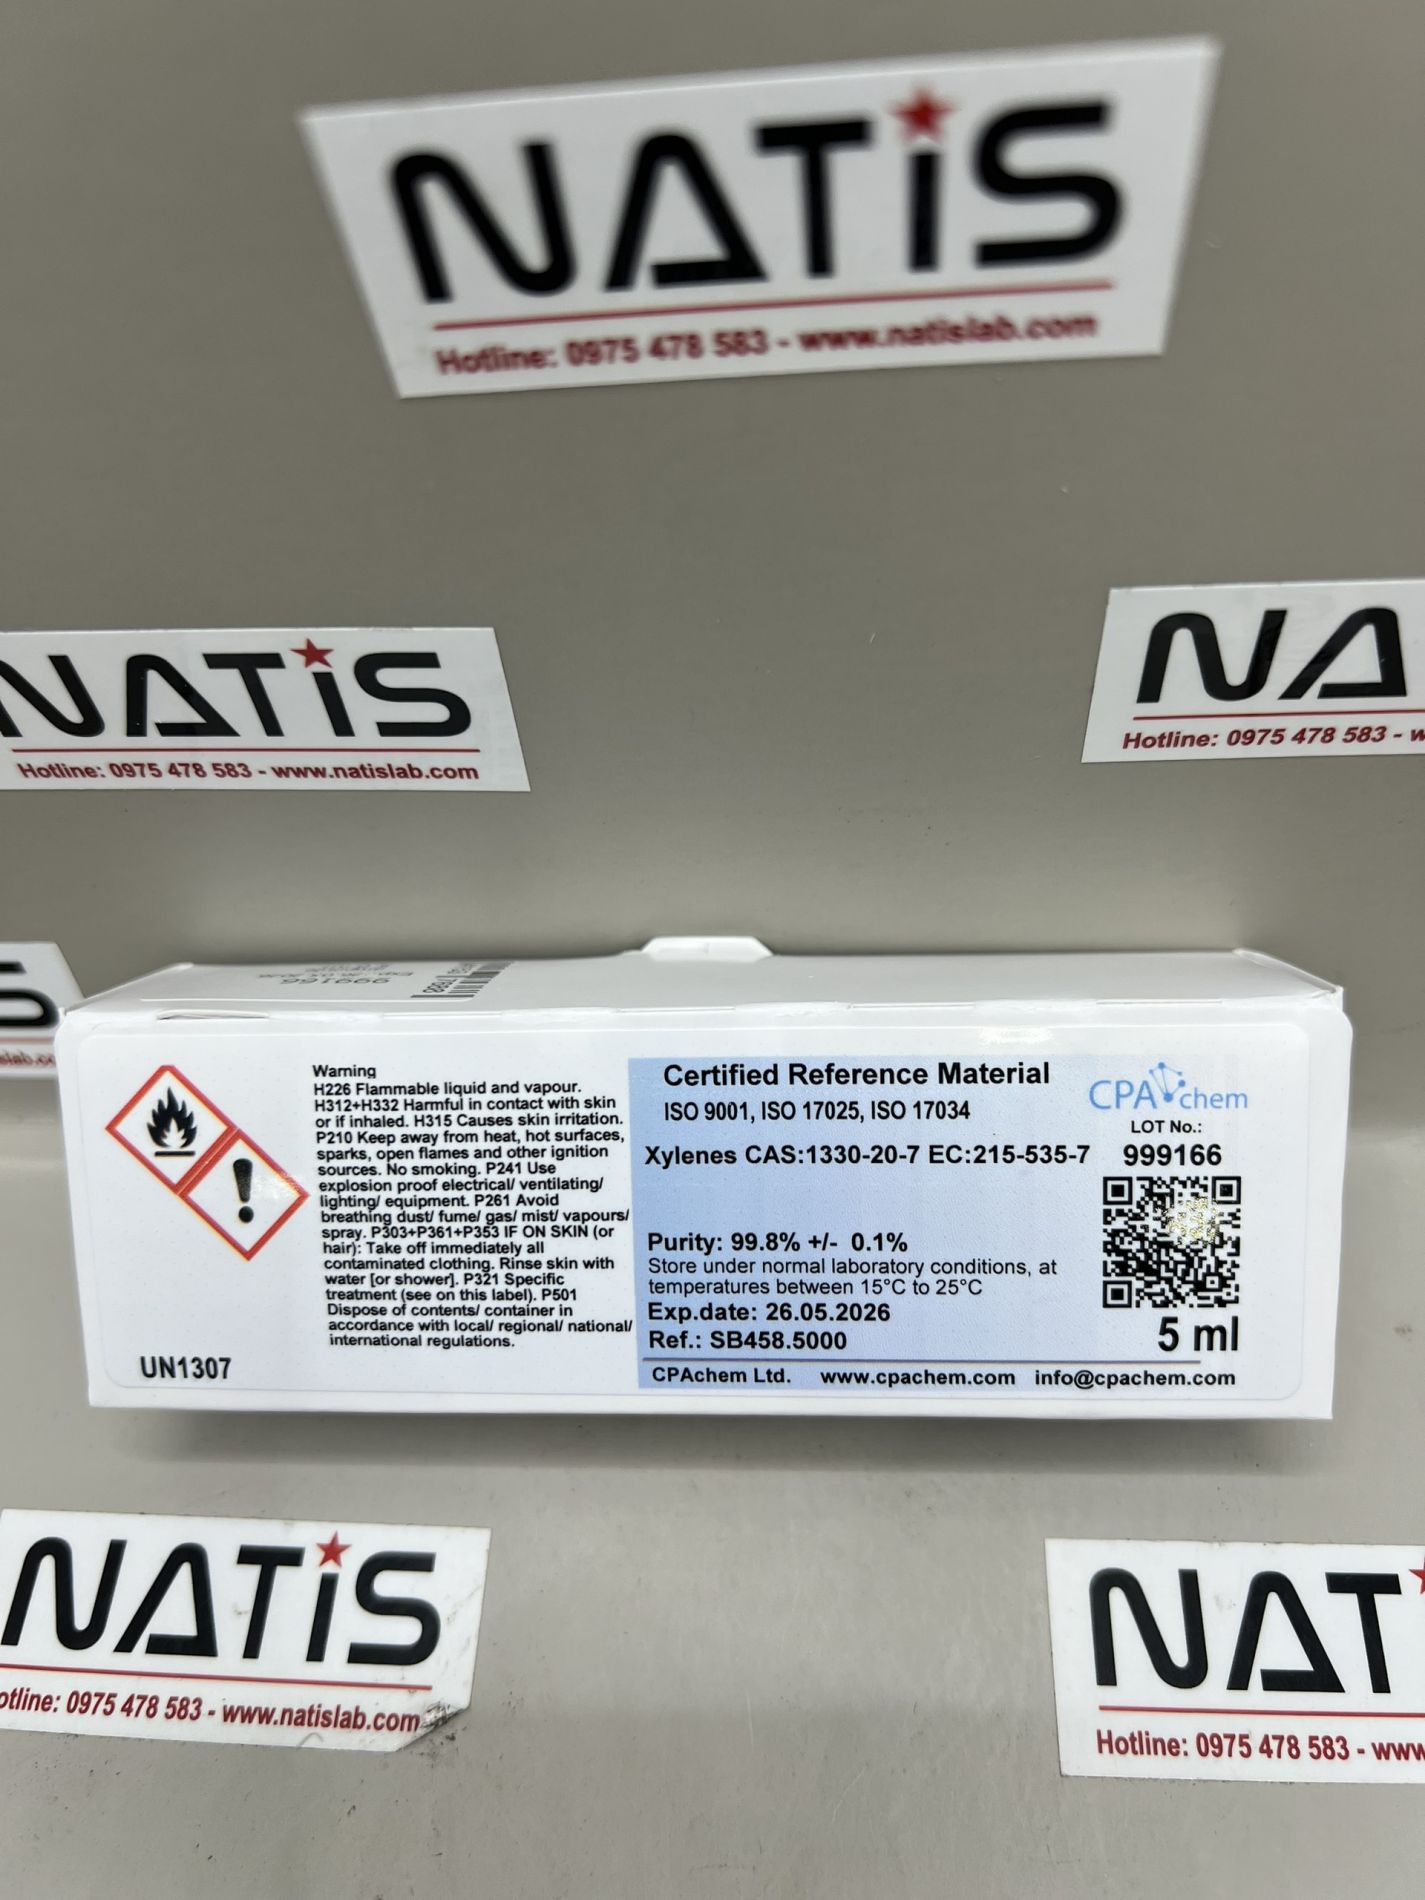 NATiS
Hotline: 0975 478 583 - www.natislab.com
NATiS
Hotline: 0975 478 583 - www.natislab.com
NA
Hotline: 0975 478 583 - w
S
999166
Warning
H226 Flammable liquid and vapour.
H312+H332 Harmful in contact with skin
or if inhaled. H315 Causes skin irritation.
P210 Keep away from heat, hot surfaces,
sparks, open flames and other ignition
sources. No smoking. P241 Use
explosion proof electrical/ ventilating/
lighting/ equipment. P261 Avoid
breathing dust/ fume/ gas/ mist/ vapours/
spray. P303+P361+P353 IF ON SKIN (or
hair): Take off immediately all
contaminated clothing. Rinse skin with
water [or shower]. P321 Specific
treatment (see on this label). P501
Dispose of contents/ container in
accordance with local/ regional/ national/
international regulations.
UN1307
Certified Reference Material
ISO 9001, ISO 17025, ISO 17034
CPAchem
LOT No.:
999166
Xylenes CAS:1330-20-7 EC:215-535-7
Purity: 99.8% +/- 0.1%
Store under normal laboratory conditions, at
temperatures between 15°C to 25°C
Exp.date: 26.05.2026
Ref.: SB458.5000
5 ml
CPAchem Ltd. www.cpachem.com info@cpachem.com
NATiS
otline: 0975 478 583 - www.natislab.com
NATi
Hotline: 0975 478 583 - www